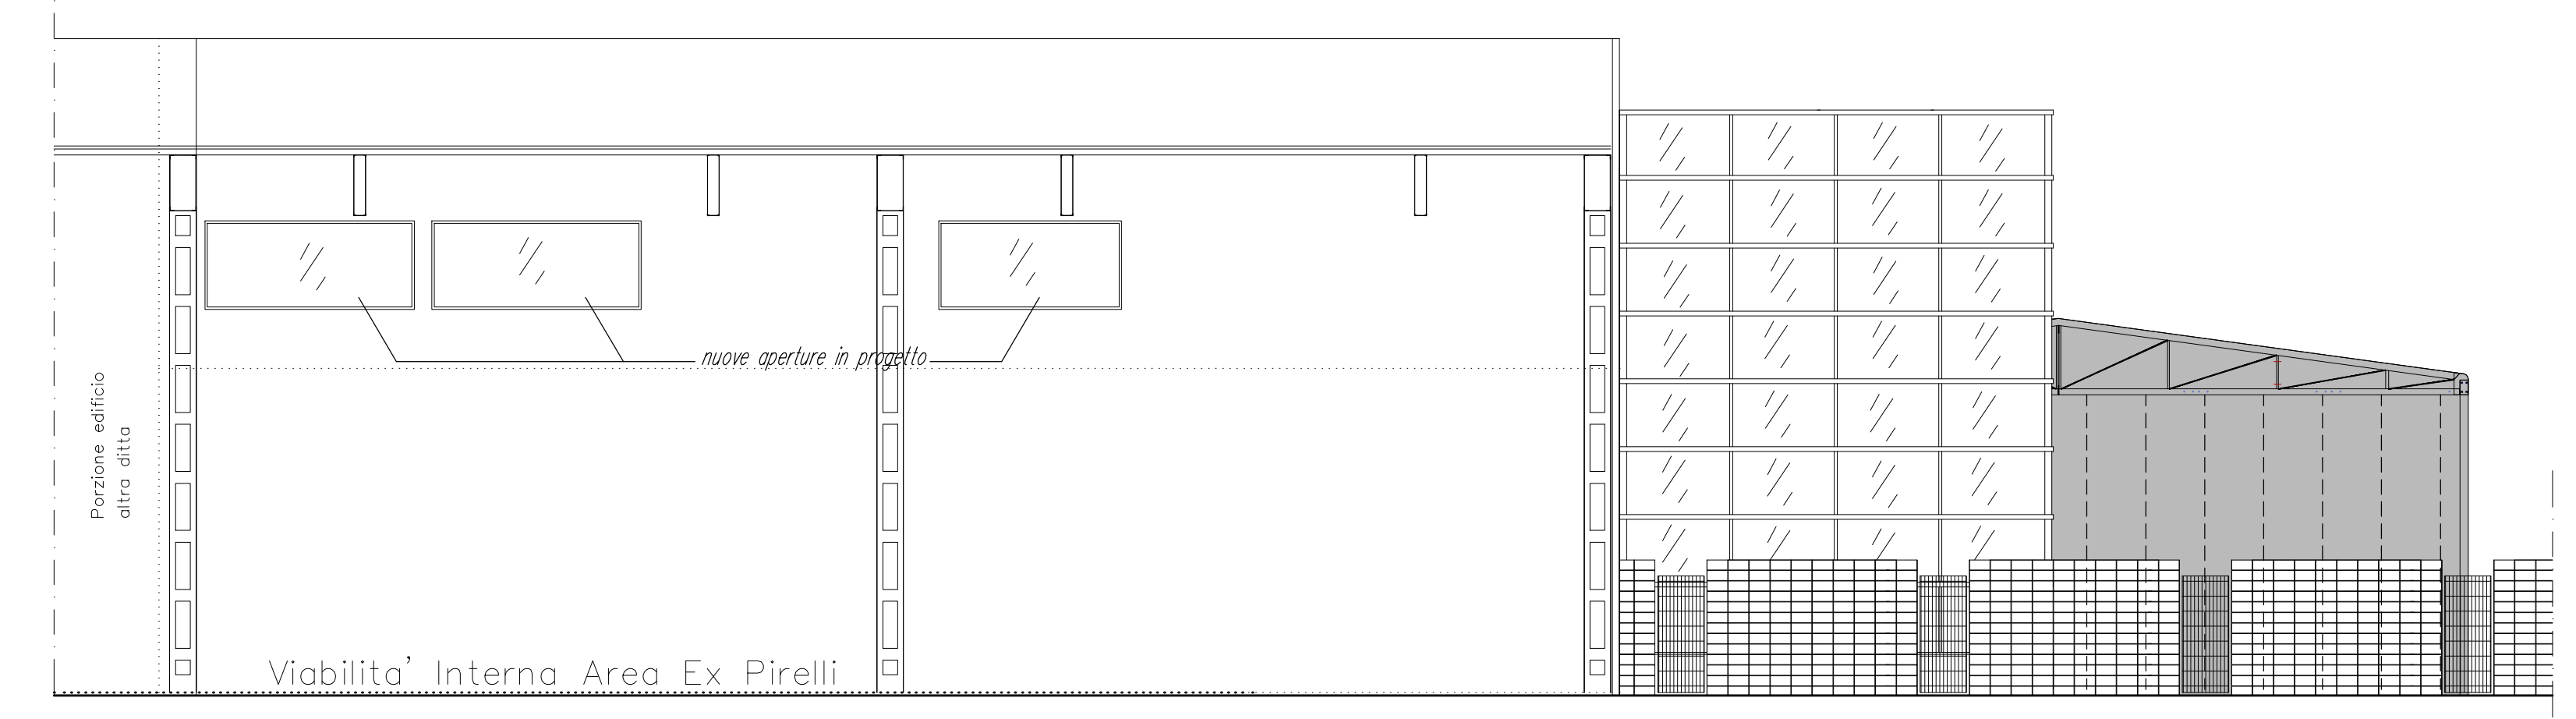 nuove aperture in progetto
Porzione edificio
altra ditta
Viabilita' Interna Area Ex Pirelli